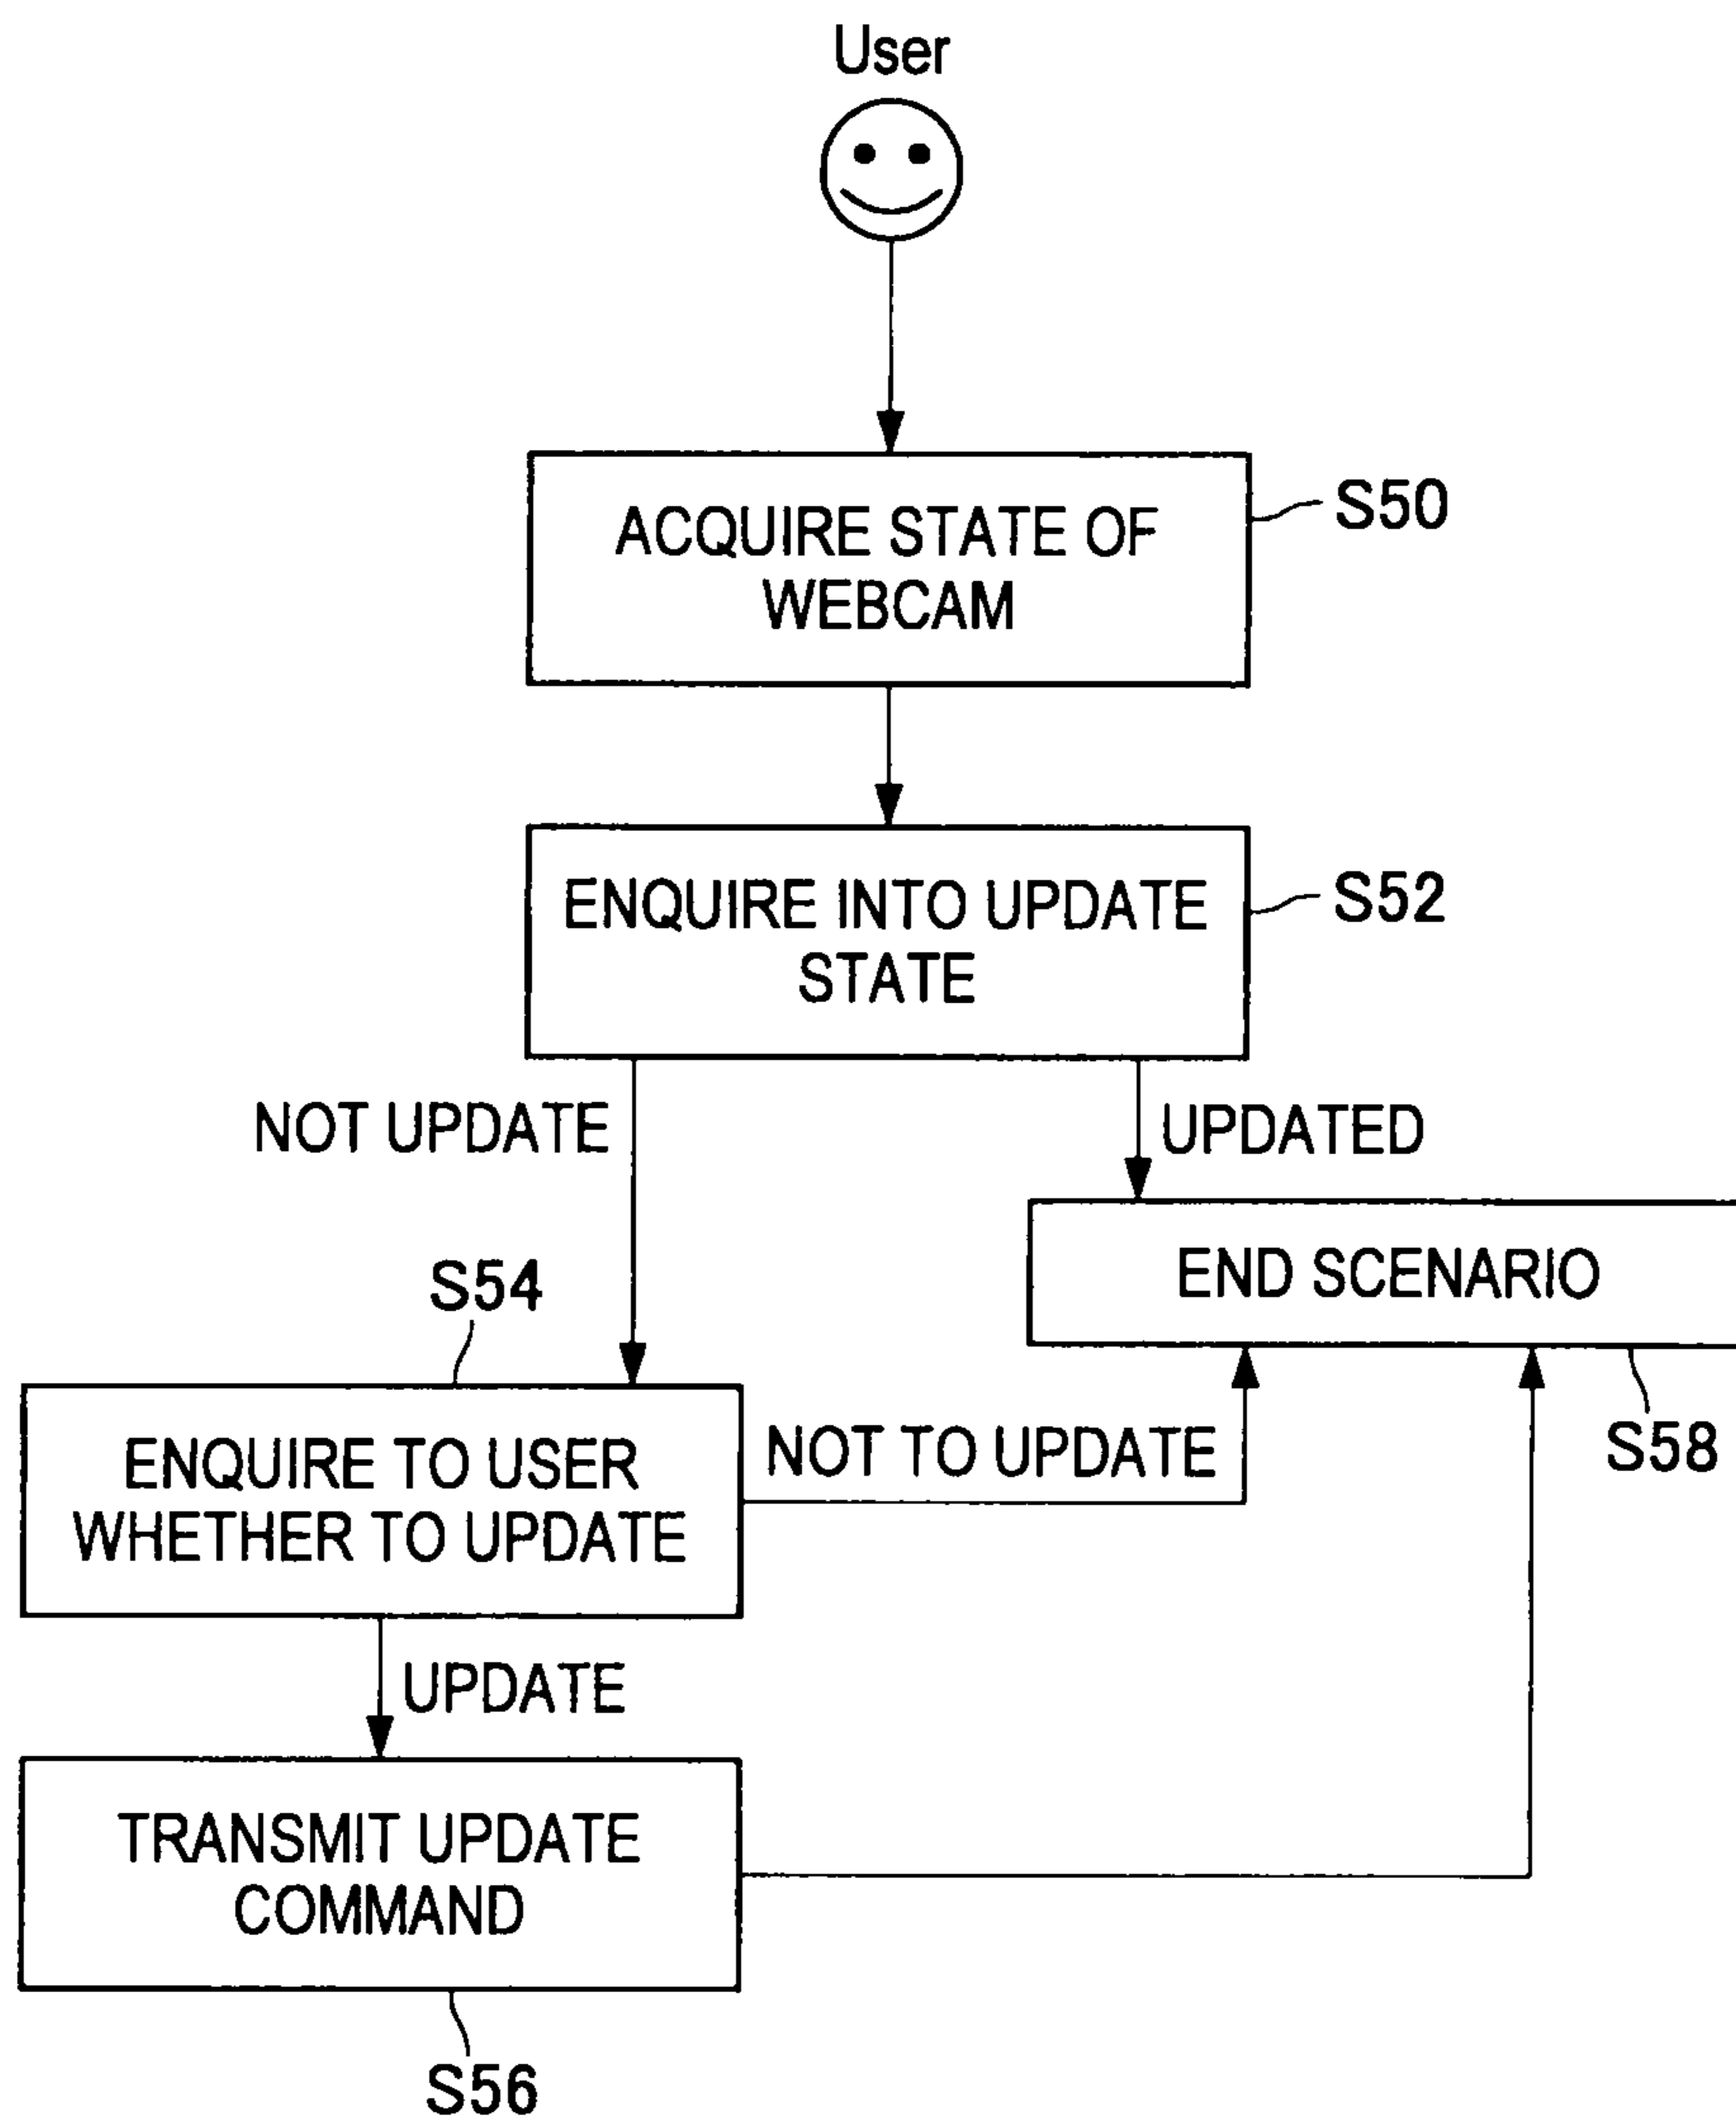 User
ACQUIRE STATE OF
WEBCAM
S50
ENQUIRE INTO UPDATE
STATE
S52
NOT UPDATE
UPDATED
END SCENARIO
S58
S54
ENQUIRE TO USER
WHETHER TO UPDATE
NOT TO UPDATE
UPDATE
TRANSMIT UPDATE
COMMAND
S56